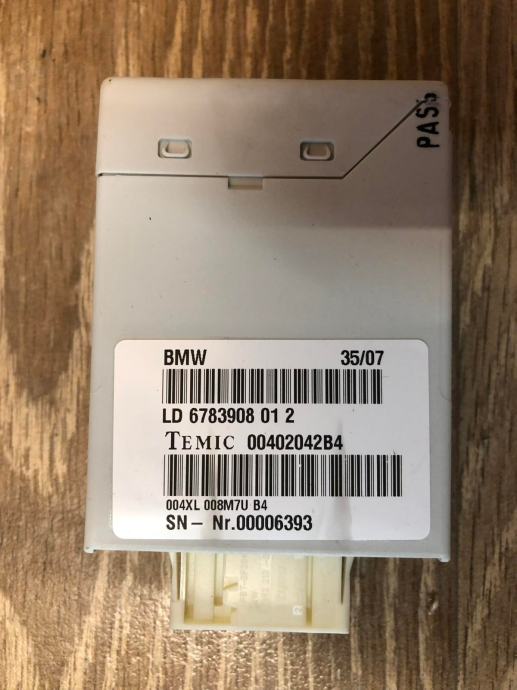 PASS
BMW 35/07
LD 6783908 01 2
TEMIC 00402042B4
004XL 008M7U B4
SN- Nr.00006393